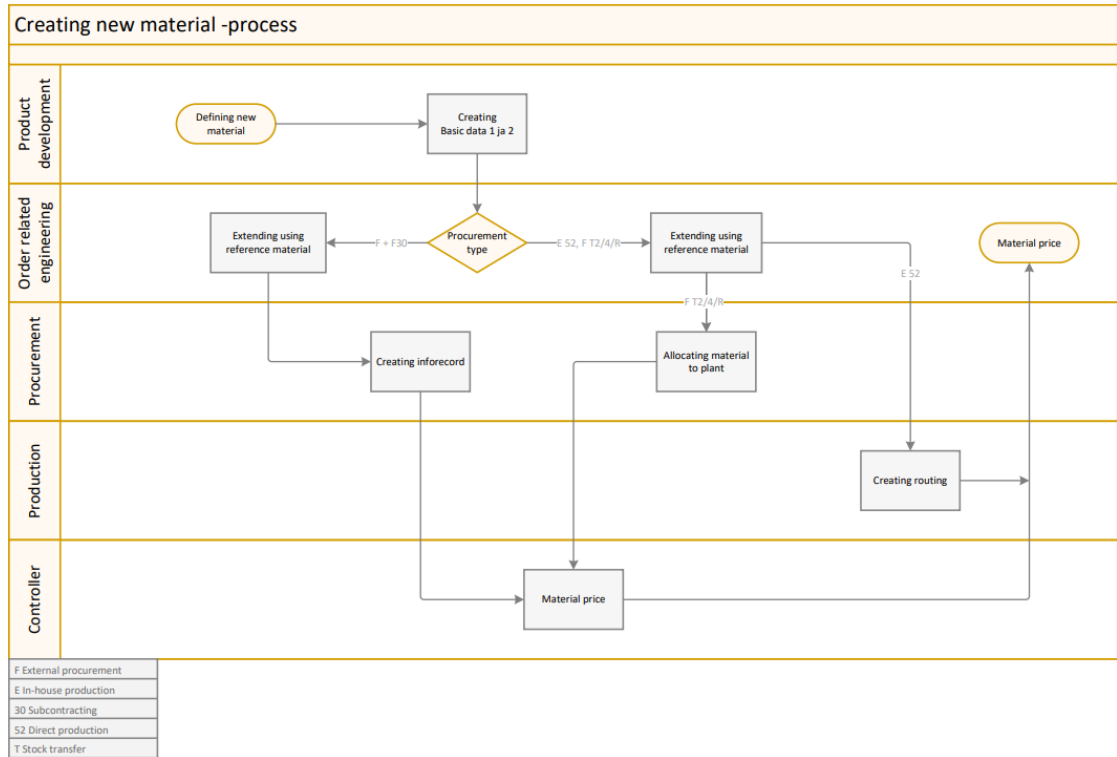 Creating new material -process
Product
development
Defining new
material
Creating
Basic data 1 ja 2
Order related
engineering
Extending using
reference material
F + F30
Procurement
type
E 52, F T2/4/R
Extending using
reference material
Material price
E 52
F T2/4/R
Procurement
Creating inforecord
Allocating material
to plant
Production
Creating routing
Controller
Material price
F External procurement
E In-house production
30 Subcontracting
52 Direct production
T Stock transfer